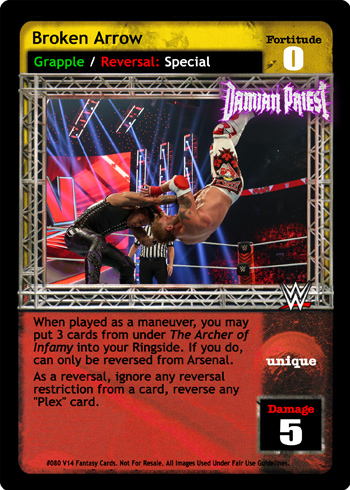 Broken Arrow
Fortitude
0
Grapple / Reversal: Special
DAMIAN PRIEST
W
When played as a maneuver, you may
put 3 cards from under The Archer of
Infamy into your Ringside. If you do,
can only be reversed from Arsenal.
As a reversal, ignore any reversal
restriction from a card, reverse any
"Plex" card.
unique
Damage
5
#080 V14 Fantasy Cards. Not For Resale. All Images Used Under Fair Use Guidelines.